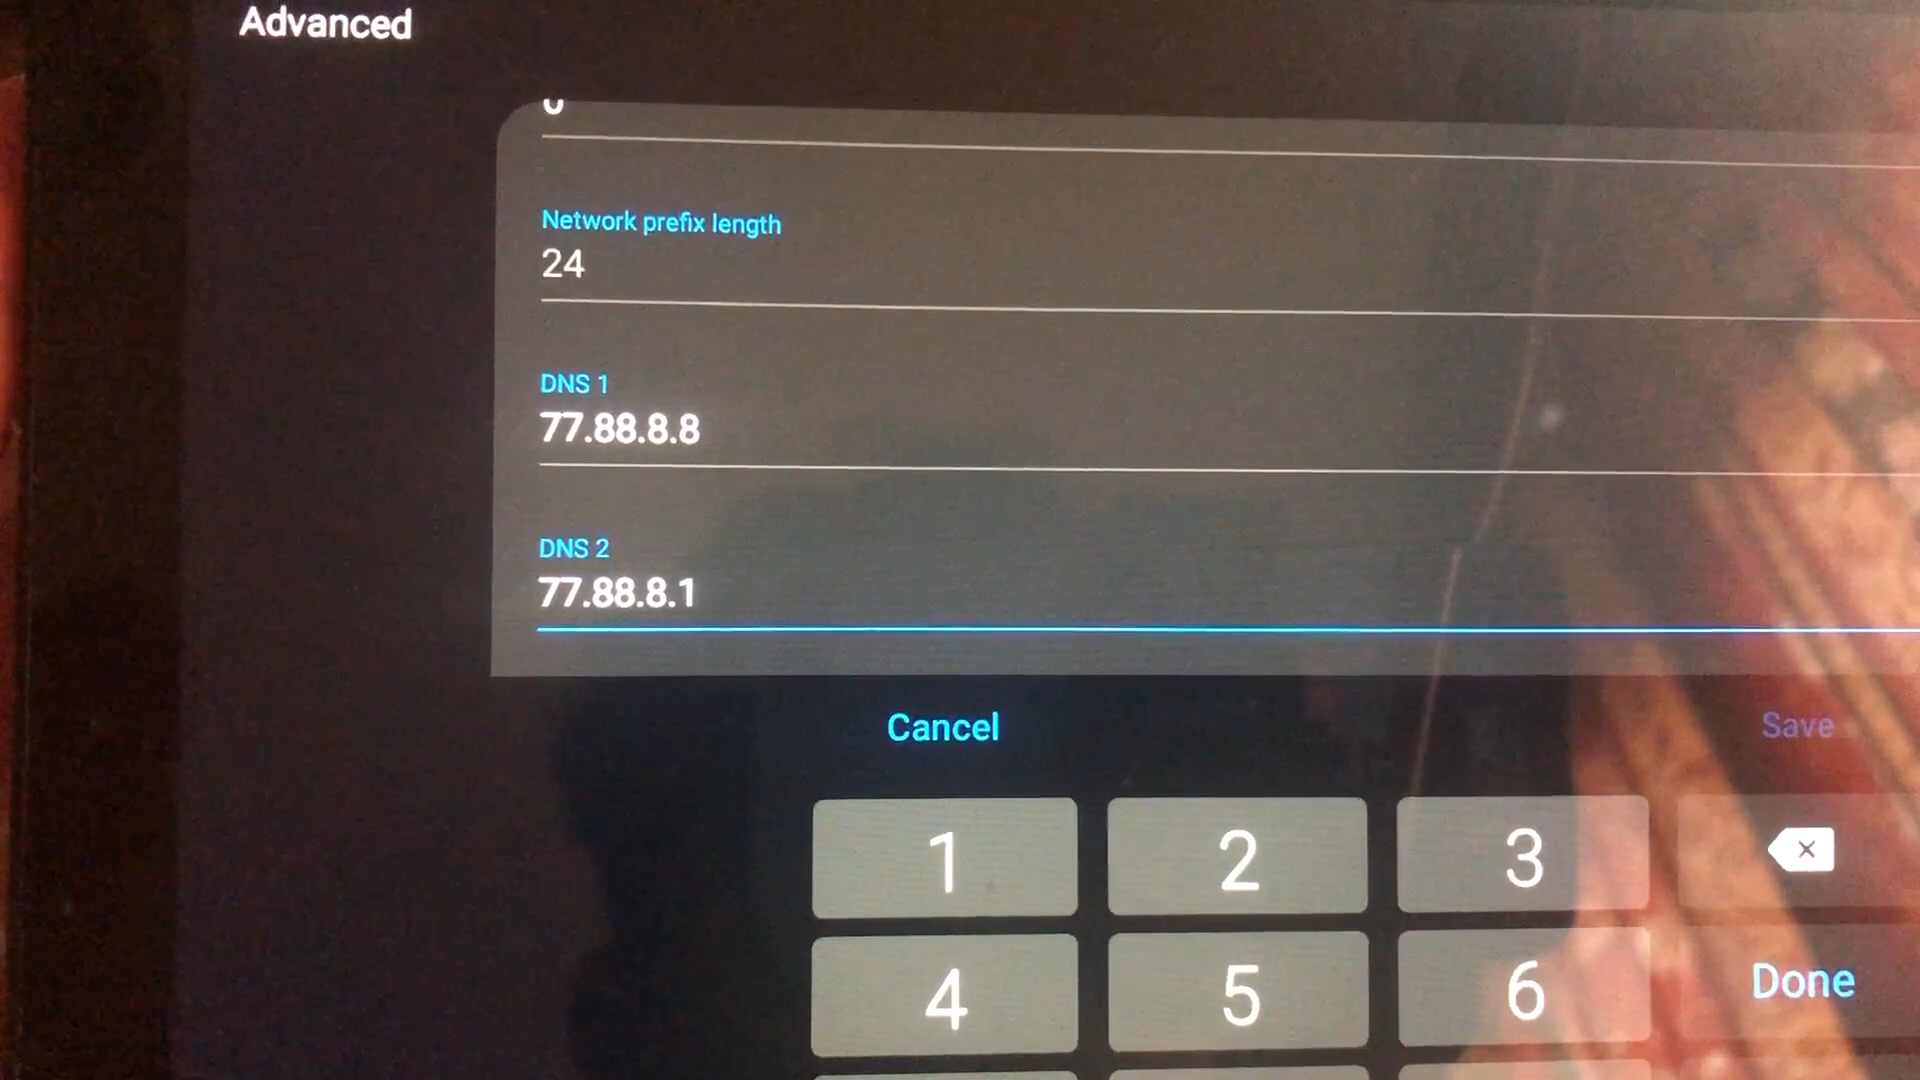 Advanced
Network prefix length
24
DNS 1
77.88.8.8
DNS 2
77.88.8.1
Cancel
Save
1
2
3
4
5
6
Done